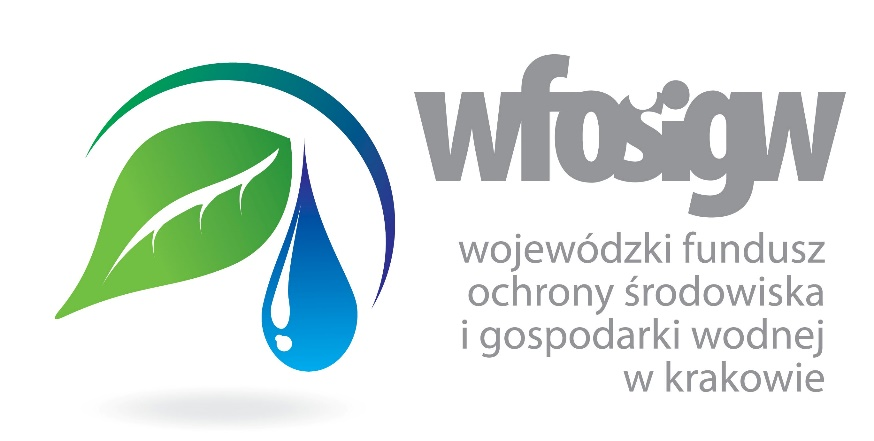 wfośigw
wojewódzki fundusz
ochrony środowiska
i gospodarki wodnej
w krakowie